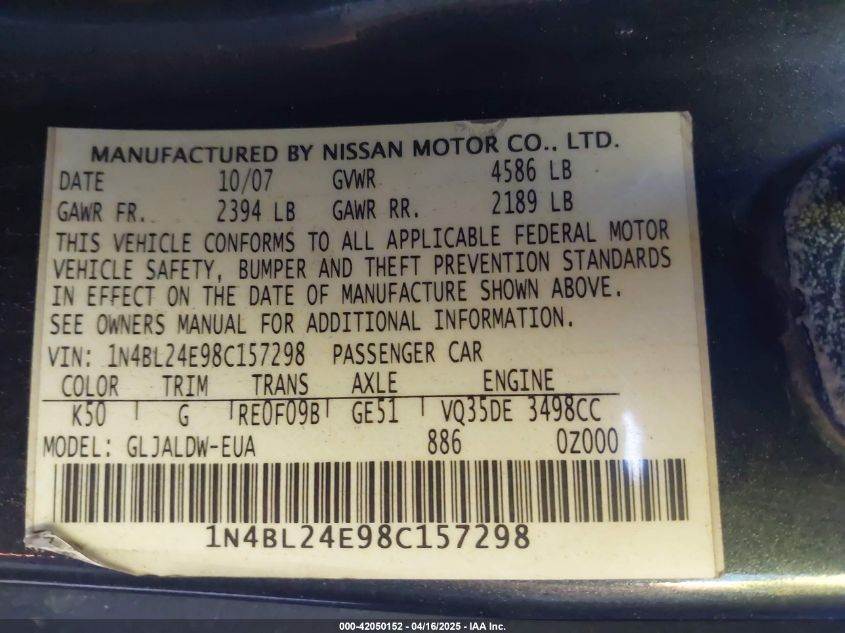 MANUFACTURED BY NISSAN MOTOR CO., LTD.
DATE 10/07 GVWR 4586 LB
GAWR FR. 2394 LB GAWR RR. 2189 LB
THIS VEHICLE CONFORMS TO ALL APPLICABLE FEDERAL MOTOR
VEHICLE SAFETY, BUMPER AND THEFT PREVENTION STANDARDS
IN EFFECT ON THE DATE OF MANUFACTURE SHOWN ABOVE.
SEE OWNERS MANUAL FOR ADDITIONAL INFORMATION.
VIN: 1N4BL24E98C157298 PASSENGER CAR
COLOR TRIM TRANS AXLE ENGINE
K50 G RE0F09B GE51 VQ35DE 3498CC
MODEL: GLJALDW-EUA 886 0Z000
1N4BL24E98C157298
000-42050152 - 04/16/2025 - IAA Inc.